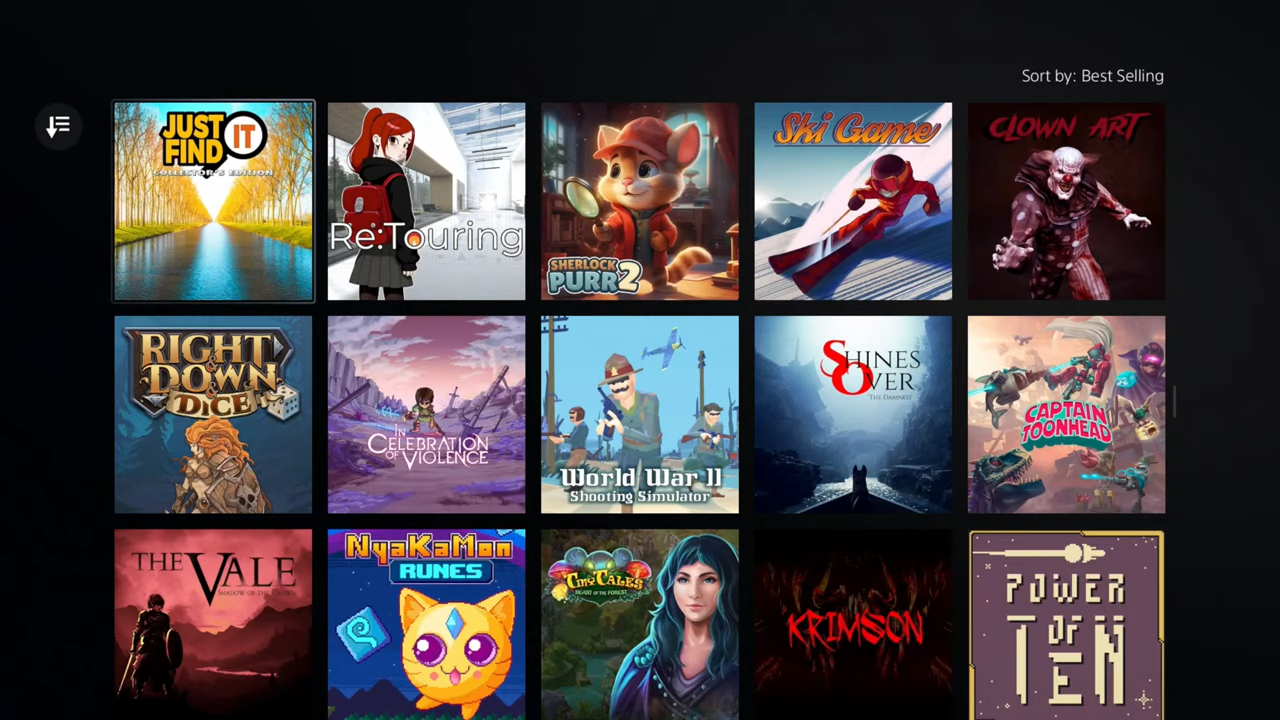 Sort by: Best Selling
JUST
FIND IT
COLLECTOR'S EDITION
Re:Touring
SHERLOCK
PURR 2
Ski Game
CLOWN ART
RIGHT
& DOWN &
DICE
IN
CELEBRATION
OF VIOLENCE
World War II
Shooting Simulator
SHINES
OVER
THE DAMNED
CAPTAIN
TOONHEAD
THE VALE
SHADOW OF THE CROWN
NyaKaMon
RUNES
TINY TALES
HEART OF THE FOREST
KRIMSON
POWER
OF
TEN